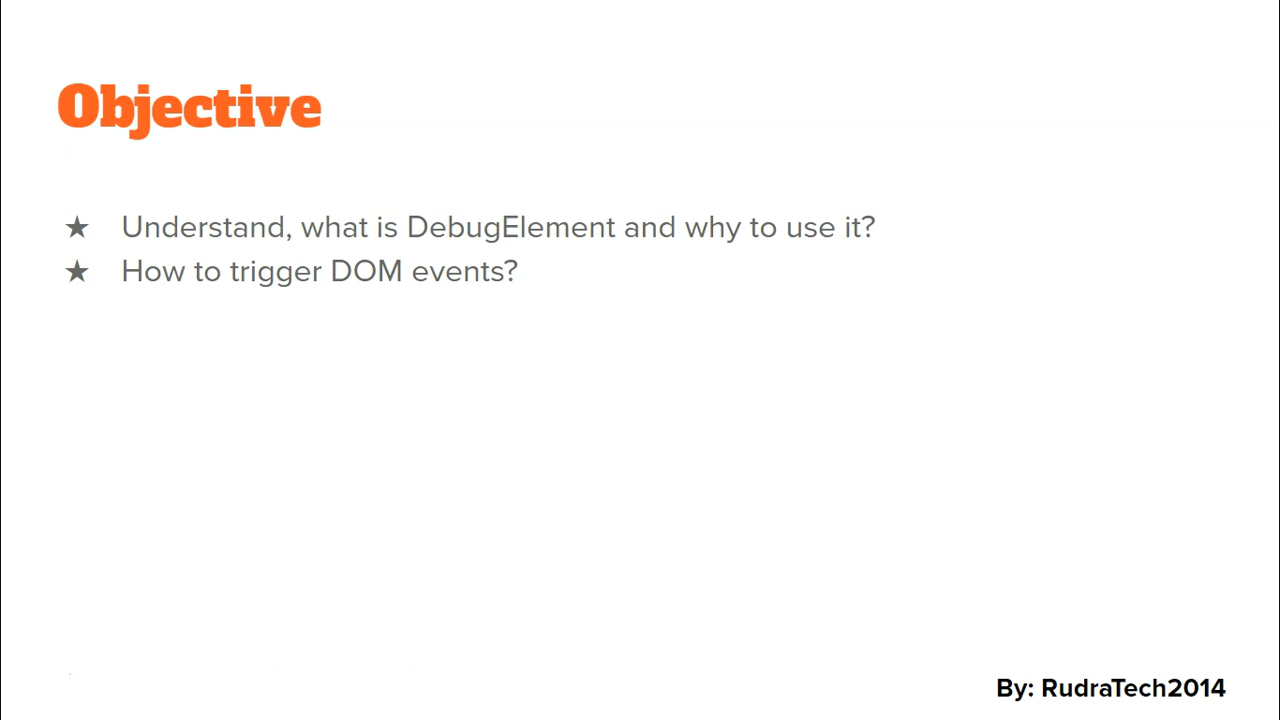 Objective
★ Understand, what is DebugElement and why to use it?
★ How to trigger DOM events?
By: RudraTech2014